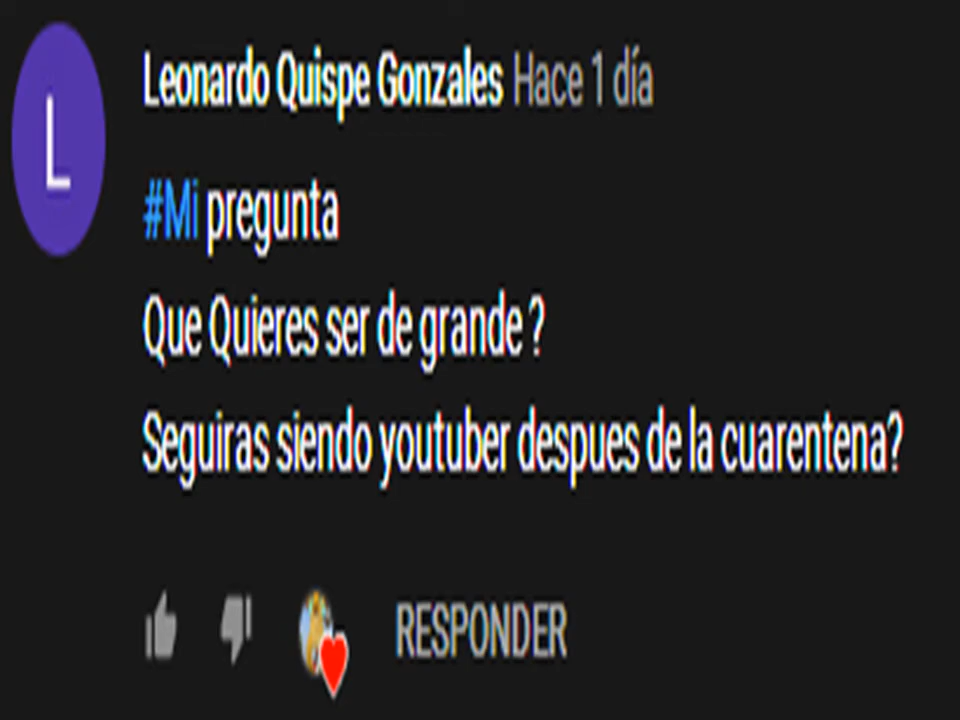 L
Leonardo Quispe Gonzales Hace 1 día
#Mi pregunta
Que Quieres ser de grande ?
Seguiras siendo youtuber despues de la cuarentena?
RESPONDER